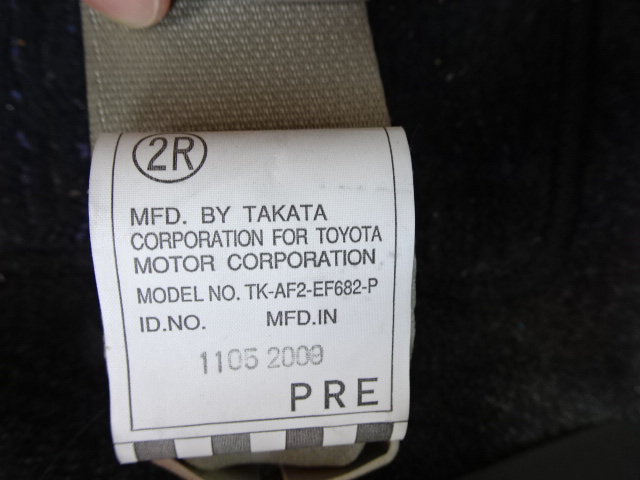 2R
MFD. BY TAKATA
CORPORATION FOR TOYOTA
MOTOR CORPORATION
MODEL NO. TK-AF2-EF682-P
ID.NO. MFD.IN
1105 2009
PRE